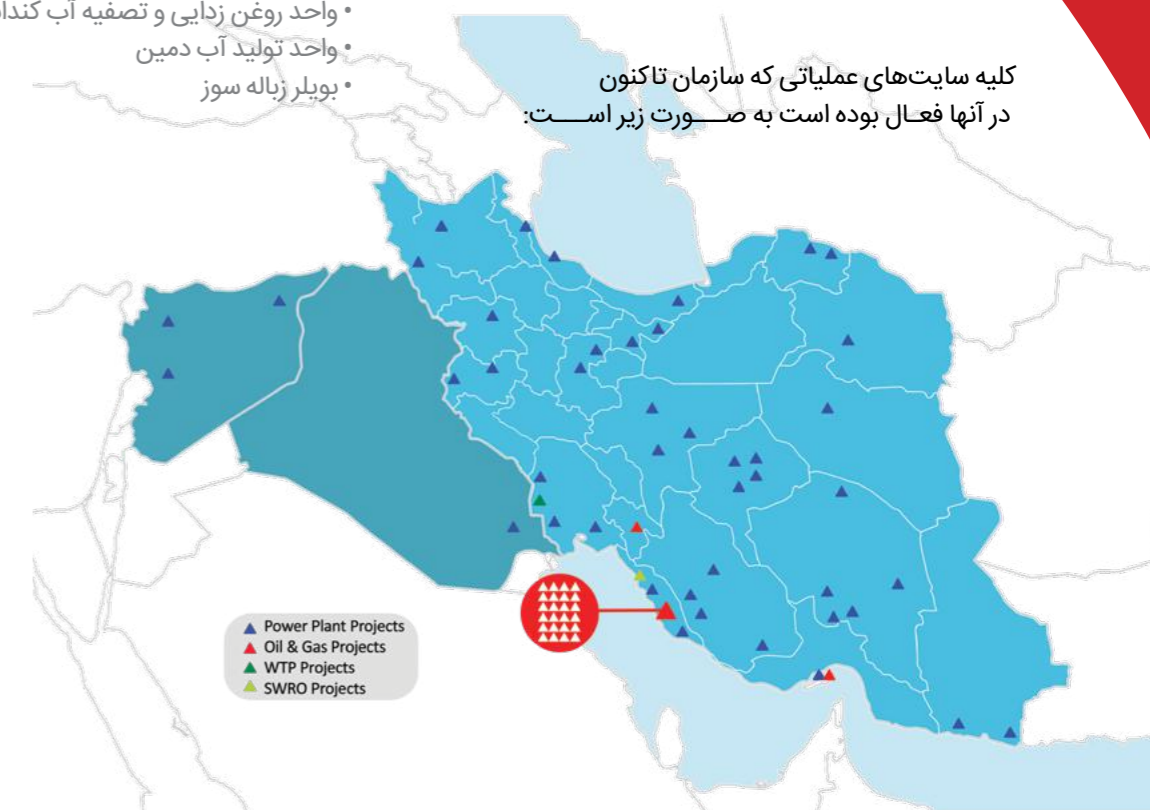 • واحد روغن زدایی و تصفیه آب
• واحد تولید آب دمین
• بویلر زباله سوز
کلیه سایت‌های عملیاتی که سازمان تاکنون
در آنها فعـال بوده است به صـــورت زیر اســـت:
Power Plant Projects
Oil & Gas Projects
WTP Projects
SWRO Projects